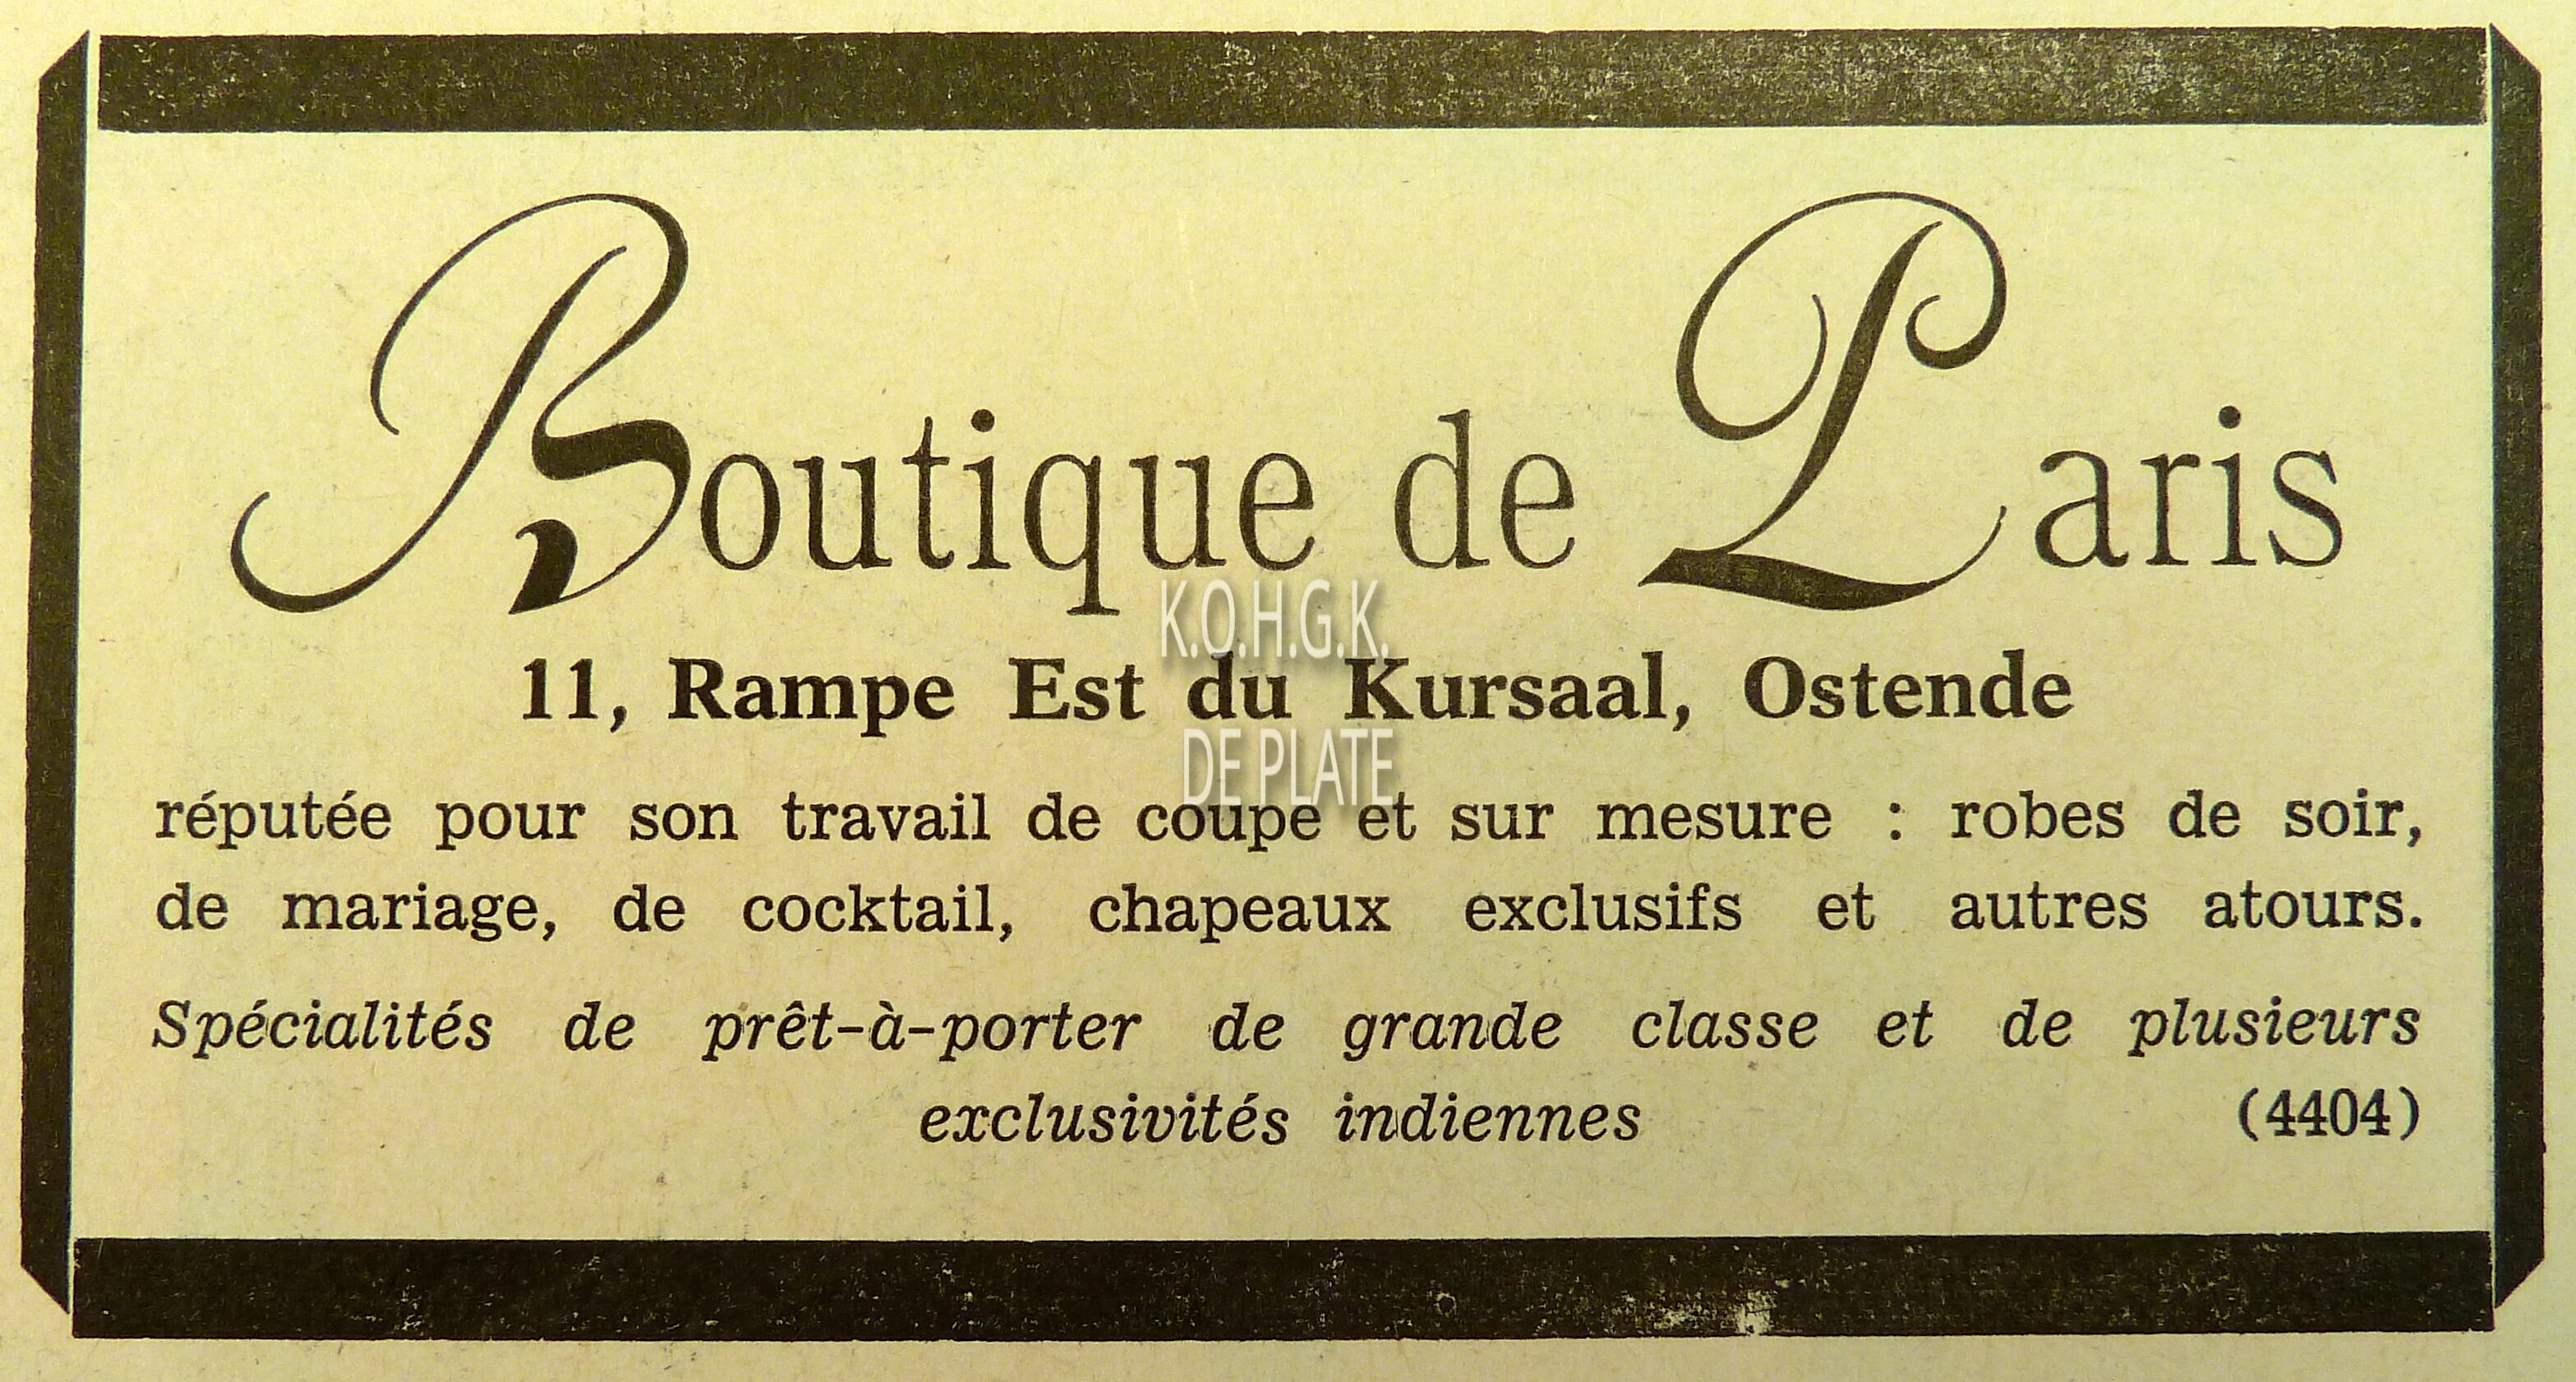 Boutique de Paris
K.O.H.G.K.
11, Rampe Est du Kursaal, Ostende
DE PLATE
réputée pour son travail de coupe et sur mesure : robes de soir,
de mariage, de cocktail, chapeaux exclusifs et autres atours.
Spécialités de prêt-à-porter de grande classe et de plusieurs
exclusivités indiennes (4404)